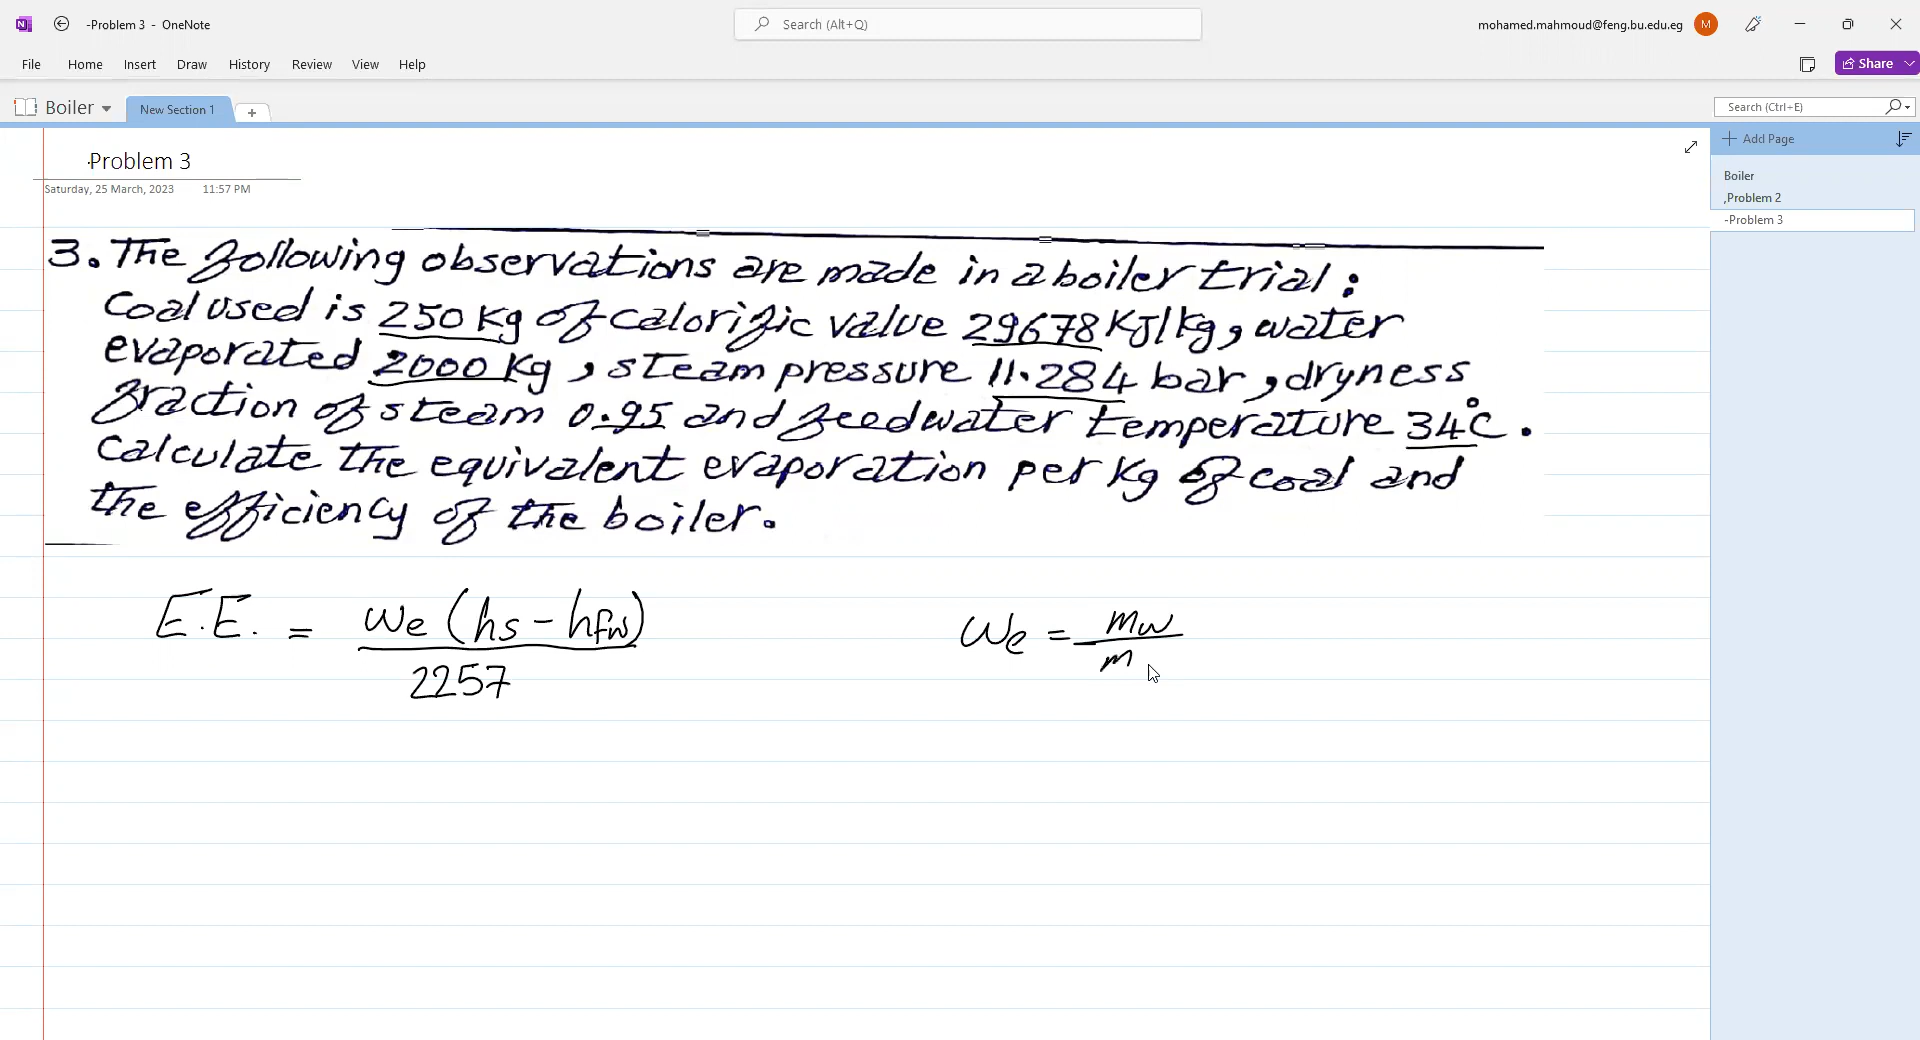 -Problem 3 - OneNote
Search (Alt+Q)
mohamed.mahmoud@feng.bu.edu.eg
M
File Home Insert Draw History Review View Help
Share
Boiler
New Section 1
+
Search (Ctrl+E)
Add Page
Boiler
,Problem 2
-Problem 3
-Problem 3
Saturday, 25 March, 2023 11:57 PM
3. The following observations are made in a boiler trial:
Coal used is 250 Kg of calorific value 29678 KJ/kg, water
evaporated 2000 Kg, steam pressure 11.284 bar, dryness
fraction of steam 0.95 and feedwater temperature 34°C.
Calculate the equivalent evaporation per Kg of coal and
the efficiency of the boiler.
E.E. = we (hs - hfw)
2257
we = mw
m